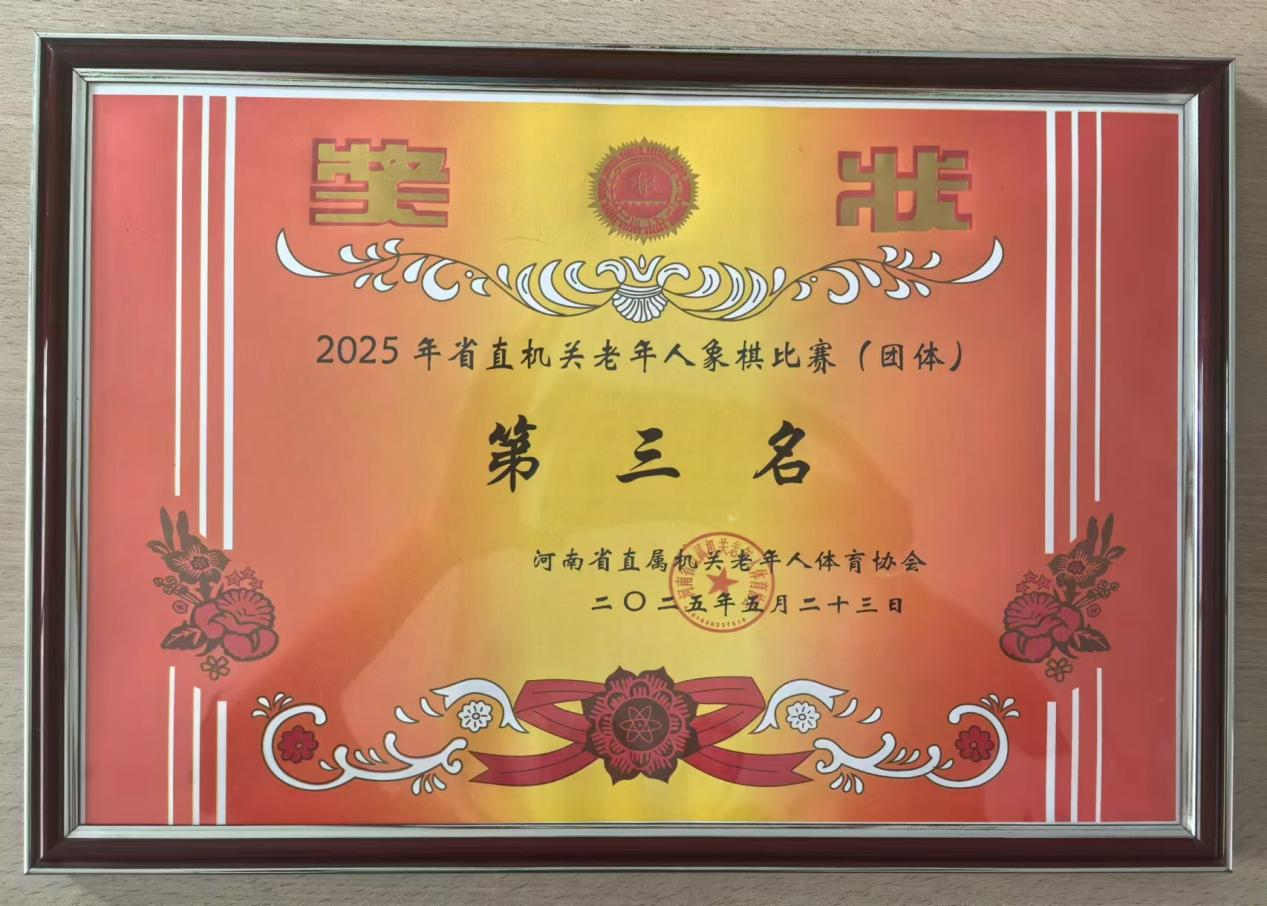 奖状
2025年省直机关老年人象棋比赛（团体）
第三名
河南省直属机关老年人体育协会
二〇二五年五月二十三日